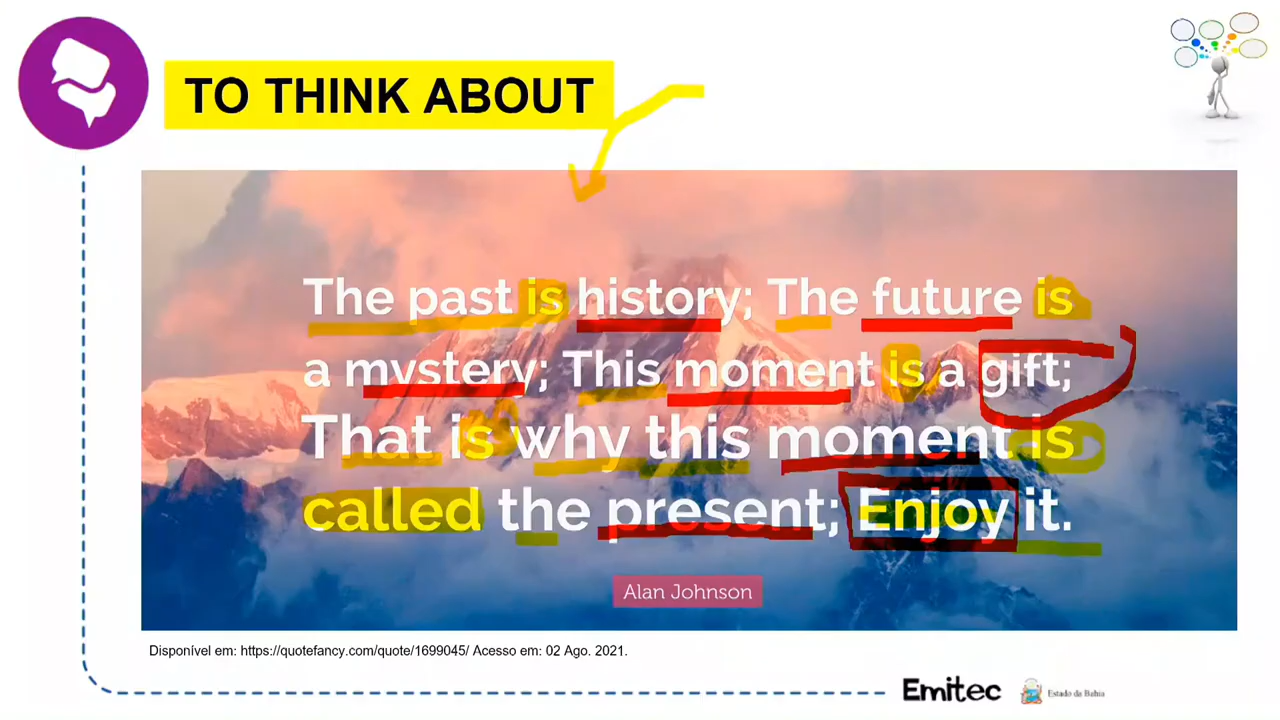 TO THINK ABOUT
The past is history; The future is
a mystery; This moment is a gift;
That is why this moment is
called the present; Enjoy it.
Alan Johnson
Disponível em: https://quotefancy.com/quote/1699045/ Acesso em: 02 Ago. 2021.
Emitec
Estado da Bahia